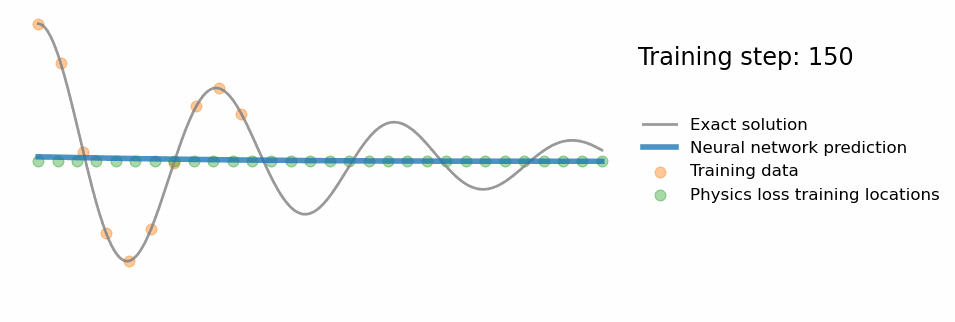 Training step: 150
Exact solution
Neural network prediction
Training data
Physics loss training locations